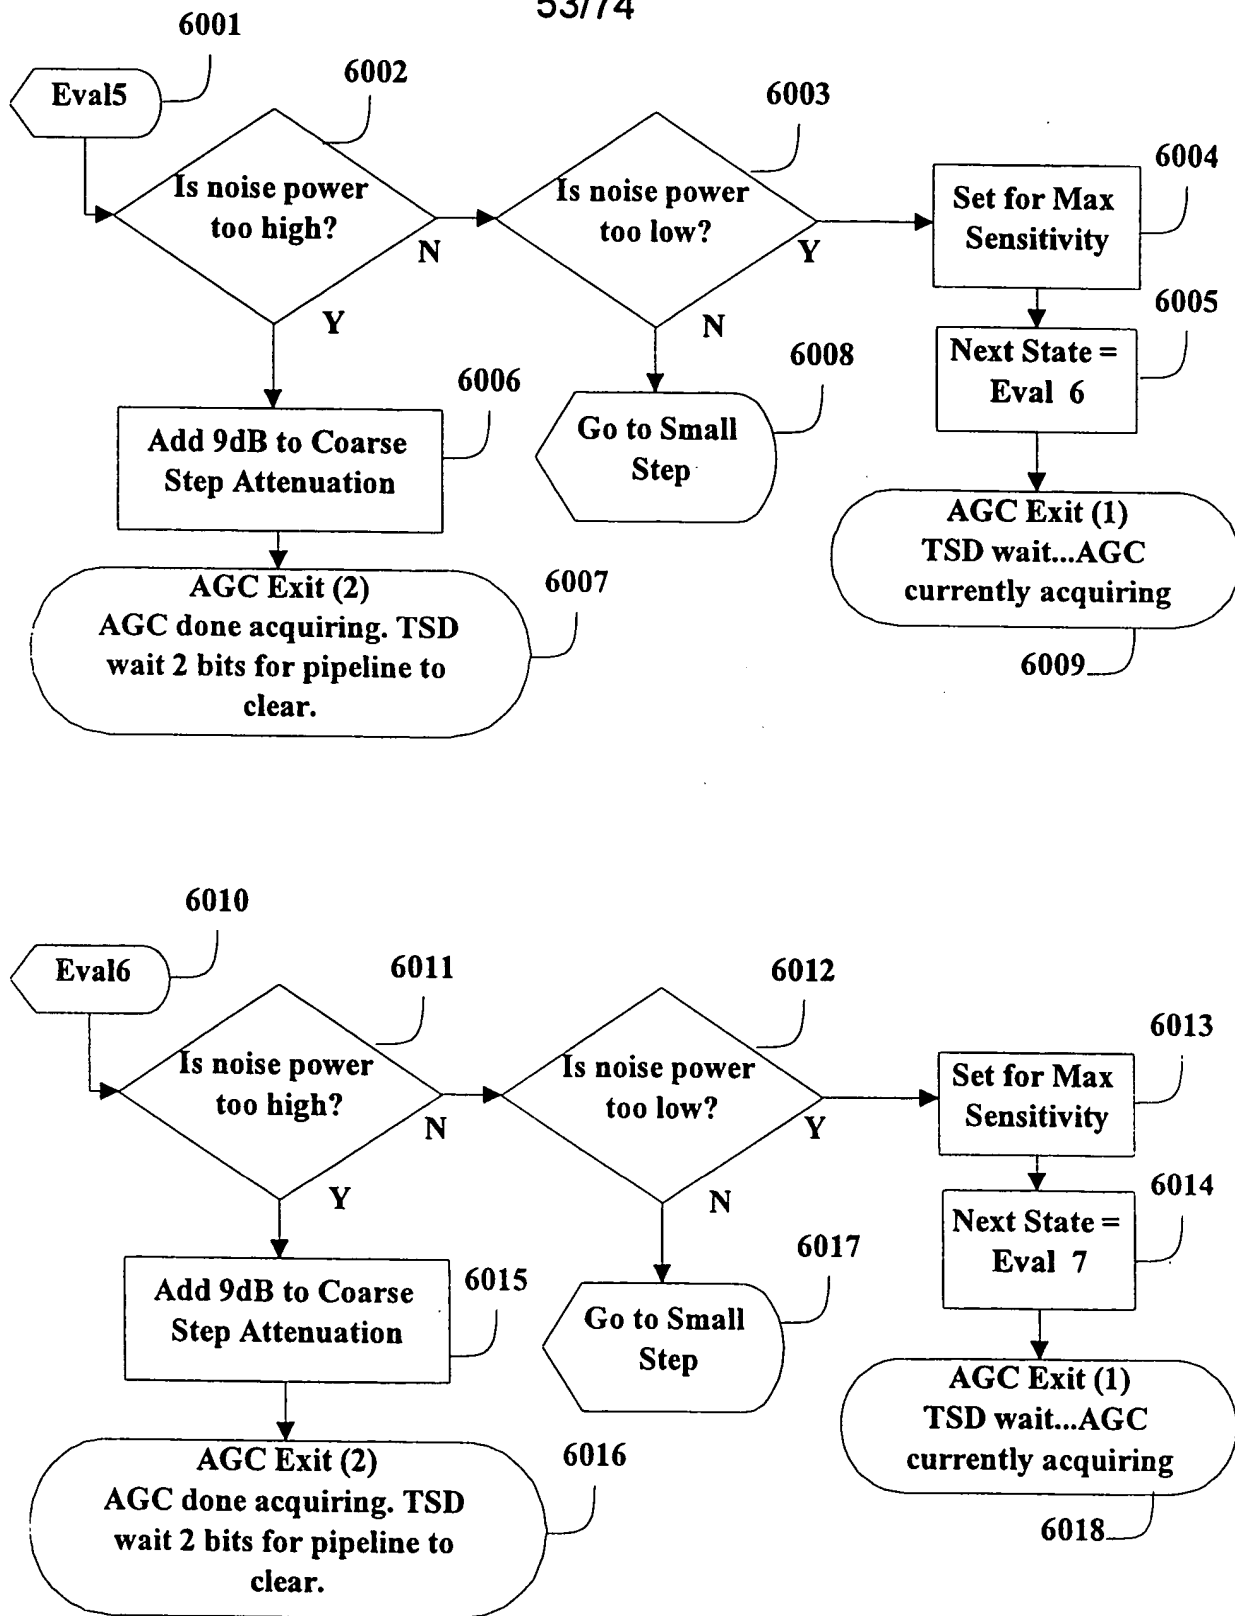 53/74
6001
Eval5
6002
Is noise power
too high?
N
Y
6003
Is noise power
too low?
Y
N
6004
Set for Max
Sensitivity
6005
Next State =
Eval 6
6006
Add 9dB to Coarse
Step Attenuation
6008
Go to Small
Step
AGC Exit (1)
TSD wait...AGC
currently acquiring
6009
6007
AGC Exit (2)
AGC done acquiring. TSD
wait 2 bits for pipeline to
clear.
6010
Eval6
6011
Is noise power
too high?
N
Y
6012
Is noise power
too low?
Y
N
6013
Set for Max
Sensitivity
6014
Next State =
Eval 7
6015
Add 9dB to Coarse
Step Attenuation
6017
Go to Small
Step
AGC Exit (1)
TSD wait...AGC
currently acquiring
6018
6016
AGC Exit (2)
AGC done acquiring. TSD
wait 2 bits for pipeline to
clear.